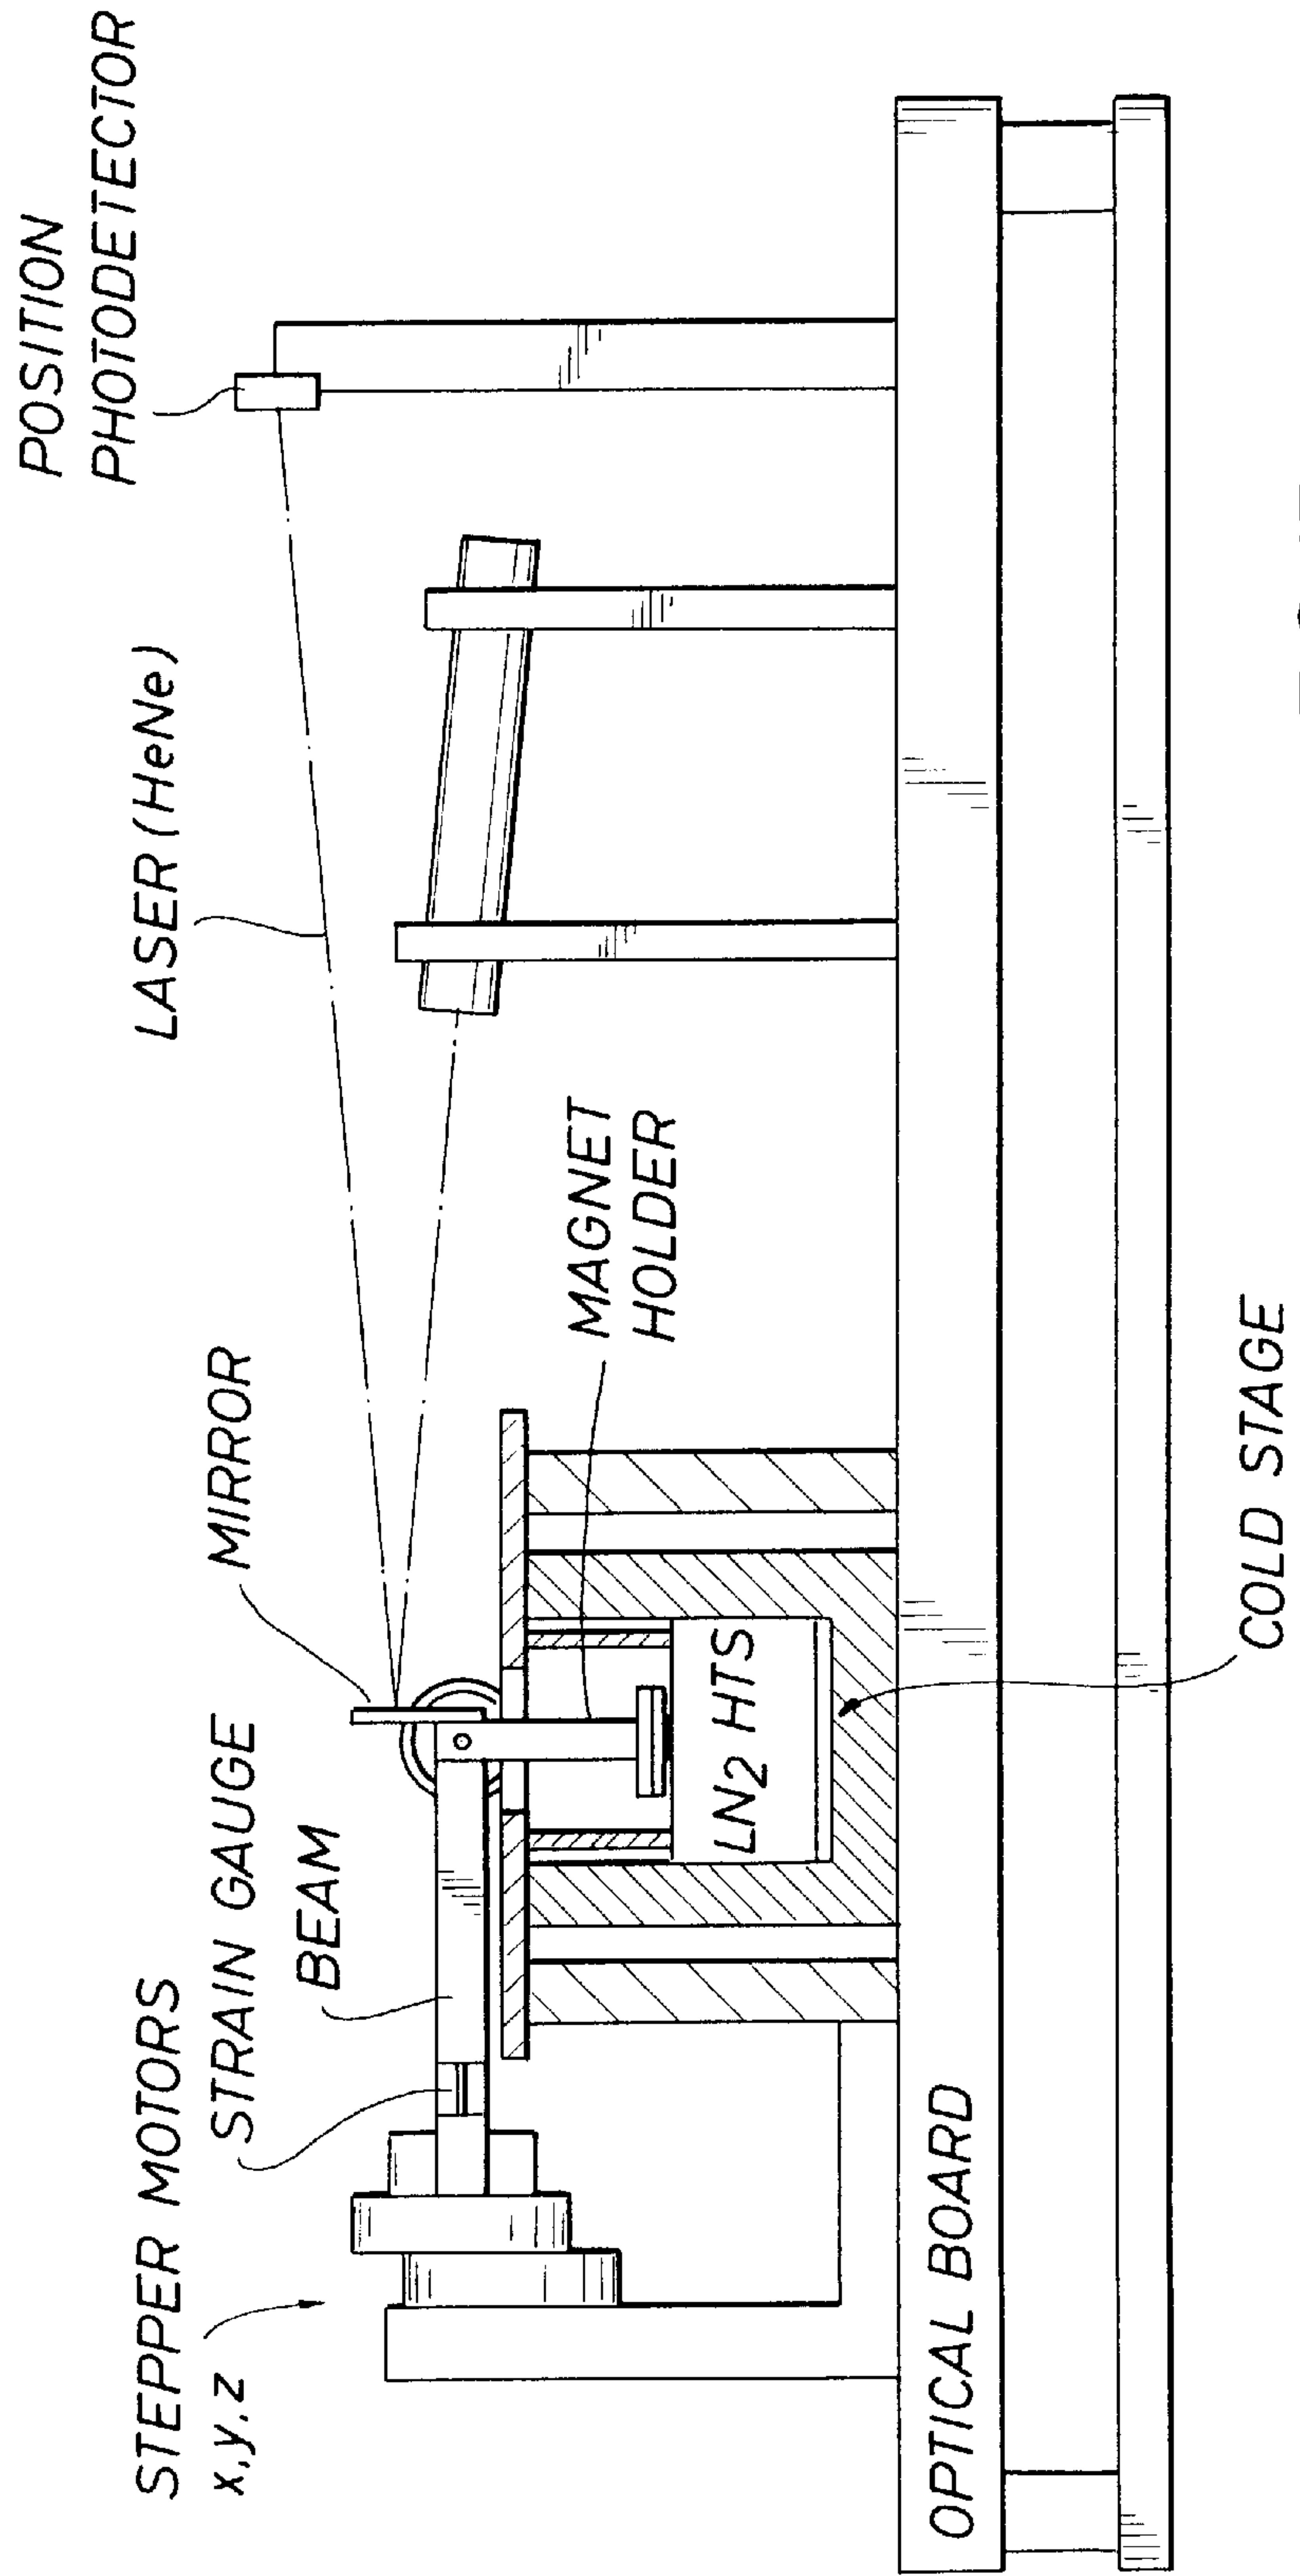 STEPPER MOTORS
x,y,z
STRAIN GAUGE
BEAM
MIRROR
LASER (HeNe)
POSITION
PHOTODETECTOR
MAGNET
HOLDER
LN2 HTS
OPTICAL BOARD
COLD STAGE